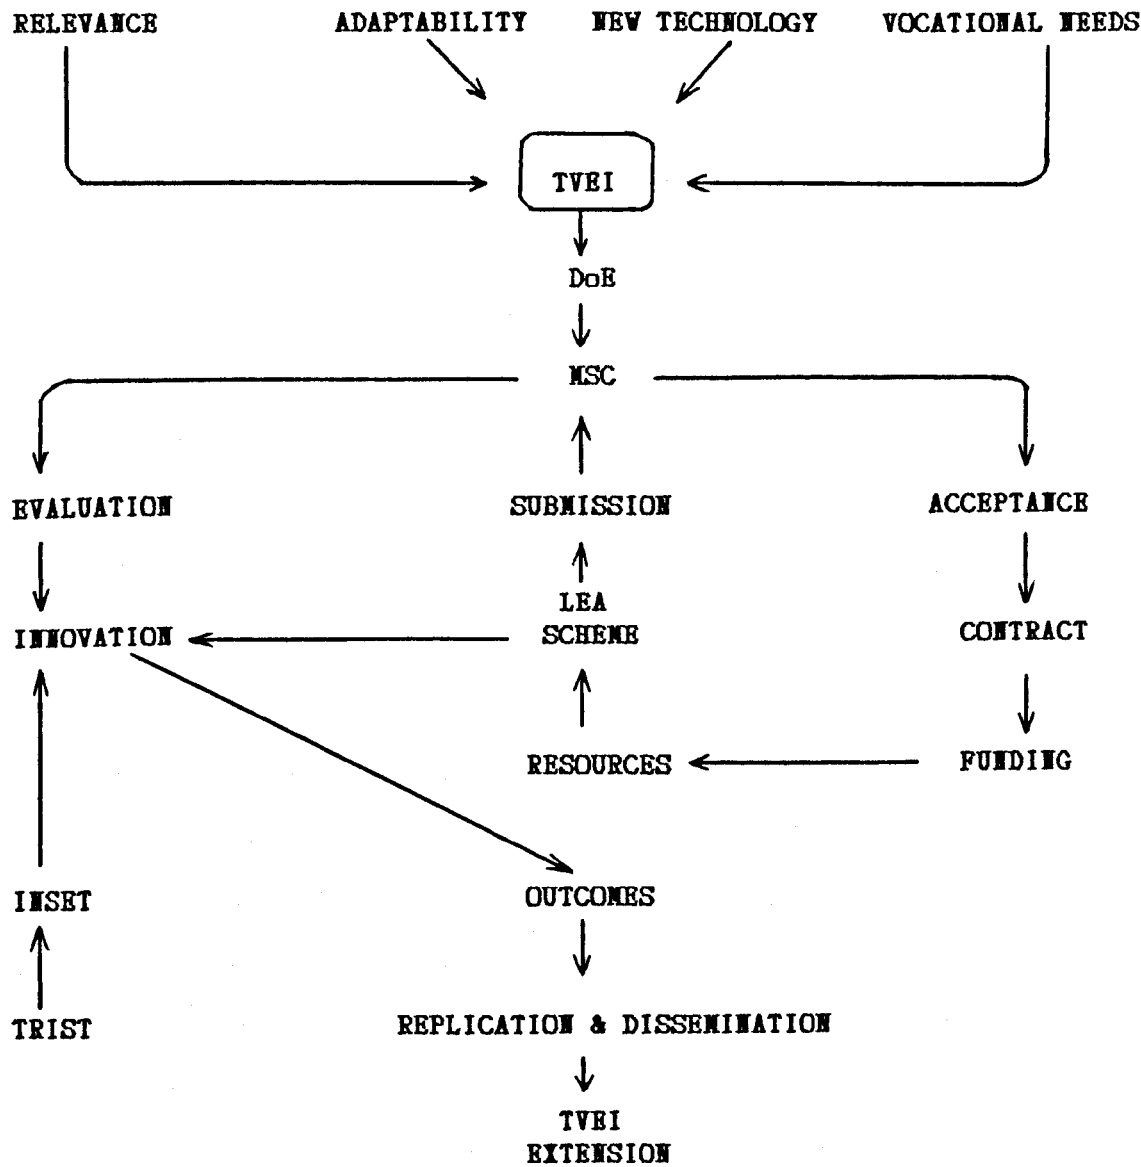 RELEVANCE ADAPTABILITY NEW TECHNOLOGY VOCATIONAL NEEDS
TVEI
DoE
MSC
EVALUATION SUBMISSION ACCEPTANCE
LEA
SCHEME
INNOVATION CONTRACT
RESOURCES FUNDING
INSET OUTCOMES
TRIST REPLICATION & DISSEMINATION
TVEI
EXTENSION